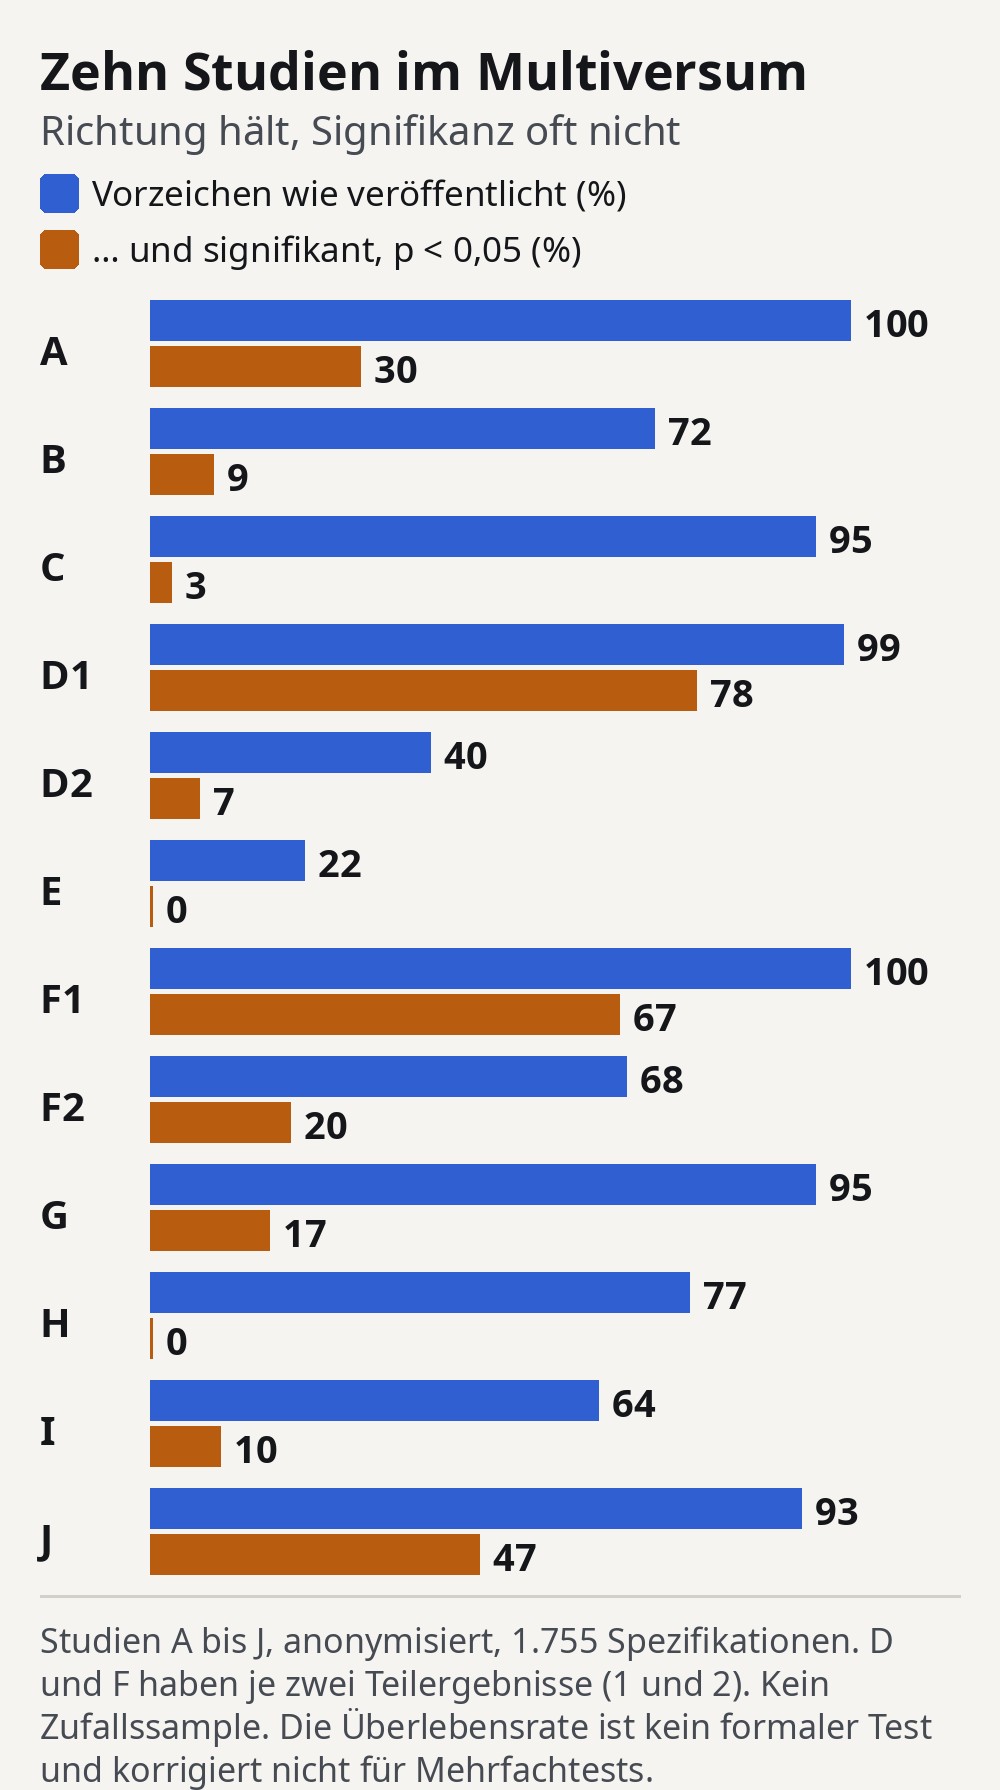 Zehn Studien im Multiversum
Richtung hält, Signifikanz oft nicht
Vorzeichen wie veröffentlicht (%)
... und signifikant, p < 0,05 (%)
A
100
30
B
72
9
C
95
3
D1
99
78
D2
40
7
E
22
0
F1
100
67
F2
68
20
G
95
17
H
77
0
I
64
10
J
93
47
Studien A bis J, anonymisiert, 1.755 Spezifikationen. D
und F haben je zwei Teilergebnisse (1 und 2). Kein
Zufallssample. Die Überlebensrate ist kein formaler Test
und korrigiert nicht für Mehrfachtests.